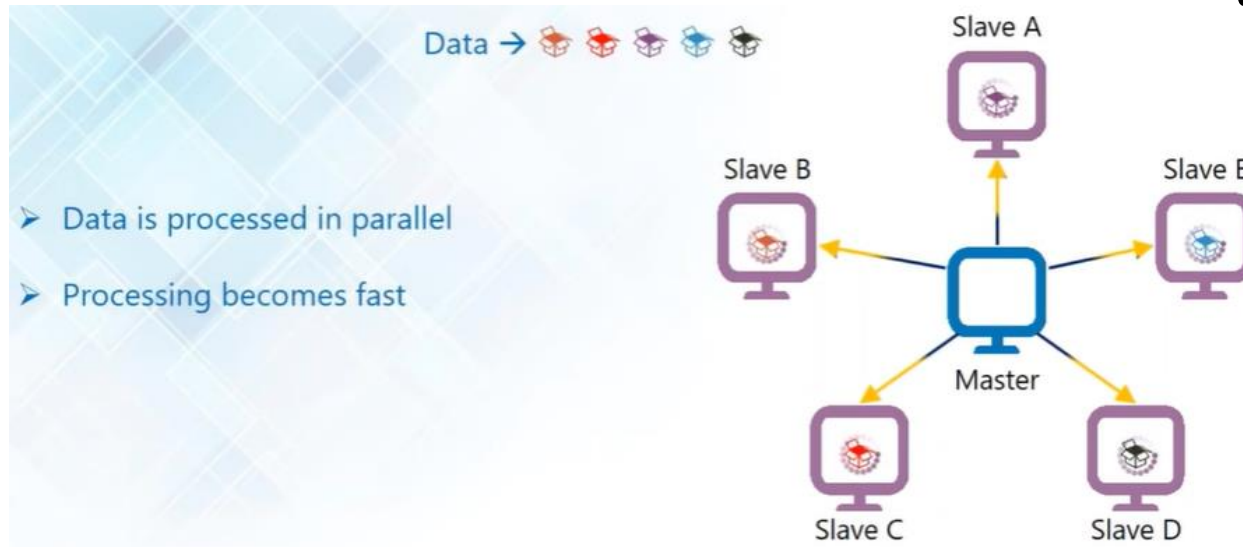 Data →
Slave A
Slave B
Slave E
➢ Data is processed in parallel
➢ Processing becomes fast
Master
Slave C
Slave D